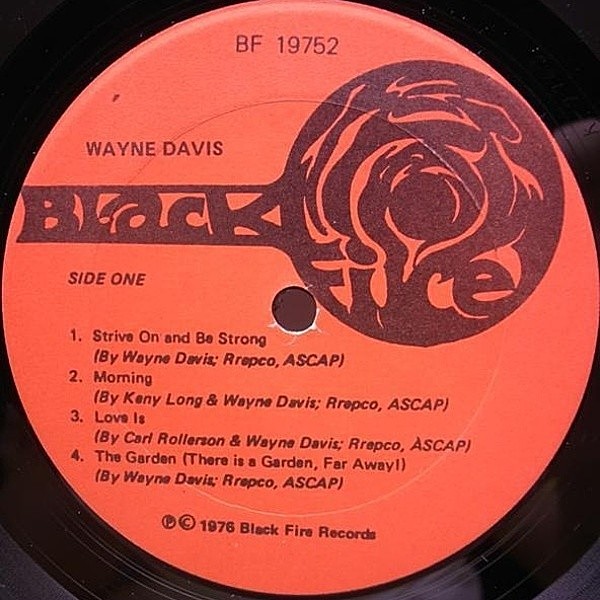 BF 19752
WAYNE DAVIS
Black Fire
SIDE ONE
1. Strive On and Be Strong
(By Wayne Davis; Rrepco, ASCAP)
2. Morning
(By Keny Long & Wayne Davis; Rrepco, ASCAP)
3. Love Is
(By Carl Rollerson & Wayne Davis; Rrepco, ASCAP)
4. The Garden (There is a Garden, Far Away!)
(By Wayne Davis; Rrepco, ASCAP)
℗© 1976 Black Fire Records